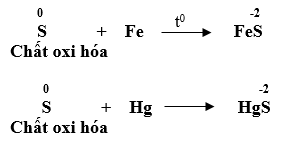 0 t⁰ -2
S + Fe → FeS
Chất oxi hóa
0 -2
S + Hg → HgS
Chất oxi hóa